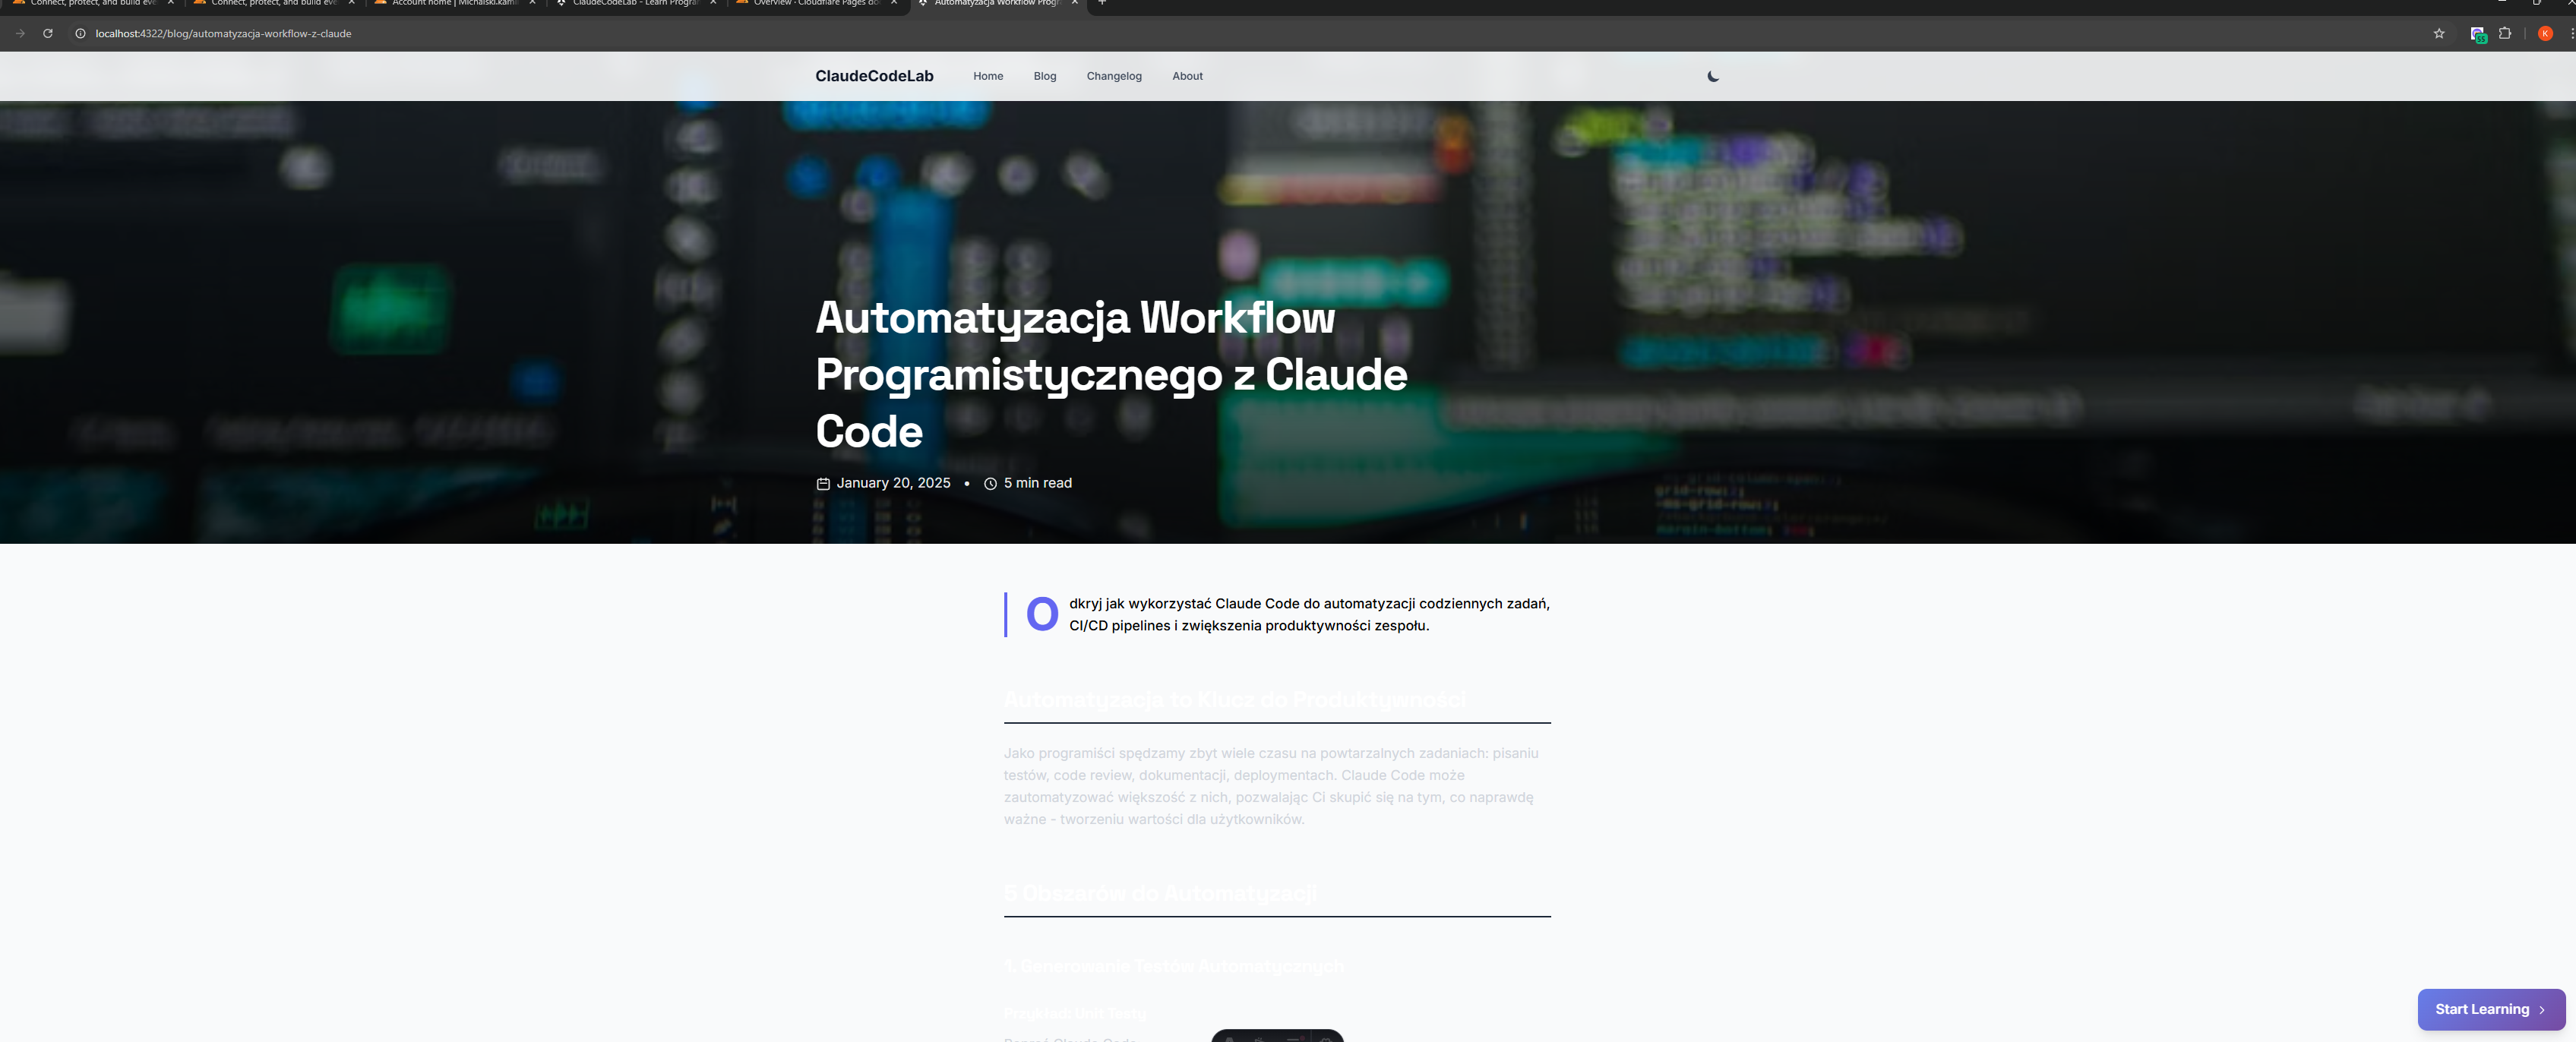 Connect, protect, and build eve
Connect, protect, and build eve
Account home | Michalski.kami
ClaudeCodeLab - Learn Program
Overview · Cloudflare Pages do
Automatyzacja Workflow Progr
localhost:4322/blog/automatyzacja-workflow-z-claude
55
K
ClaudeCodeLab
Home
Blog
Changelog
About
Automatyzacja Workflow
Programistycznego z Claude
Code
January 20, 2025 • 5 min read
Odkryj jak wykorzystać Claude Code do automatyzacji codziennych zadań,
CI/CD pipelines i zwiększenia produktywności zespołu.
Automatyzacja to Klucz do Produktywności
Jako programiści spędzamy zbyt wiele czasu na powtarzalnych zadaniach: pisaniu
testów, code review, dokumentacji, deploymentach. Claude Code może
zautomatyzować większość z nich, pozwalając Ci skupić się na tym, co naprawdę
ważne - tworzeniu wartości dla użytkowników.
5 Obszarów do Automatyzacji
1. Generowanie Testów Automatycznych
Przykład: Unit Testy
Start Learning